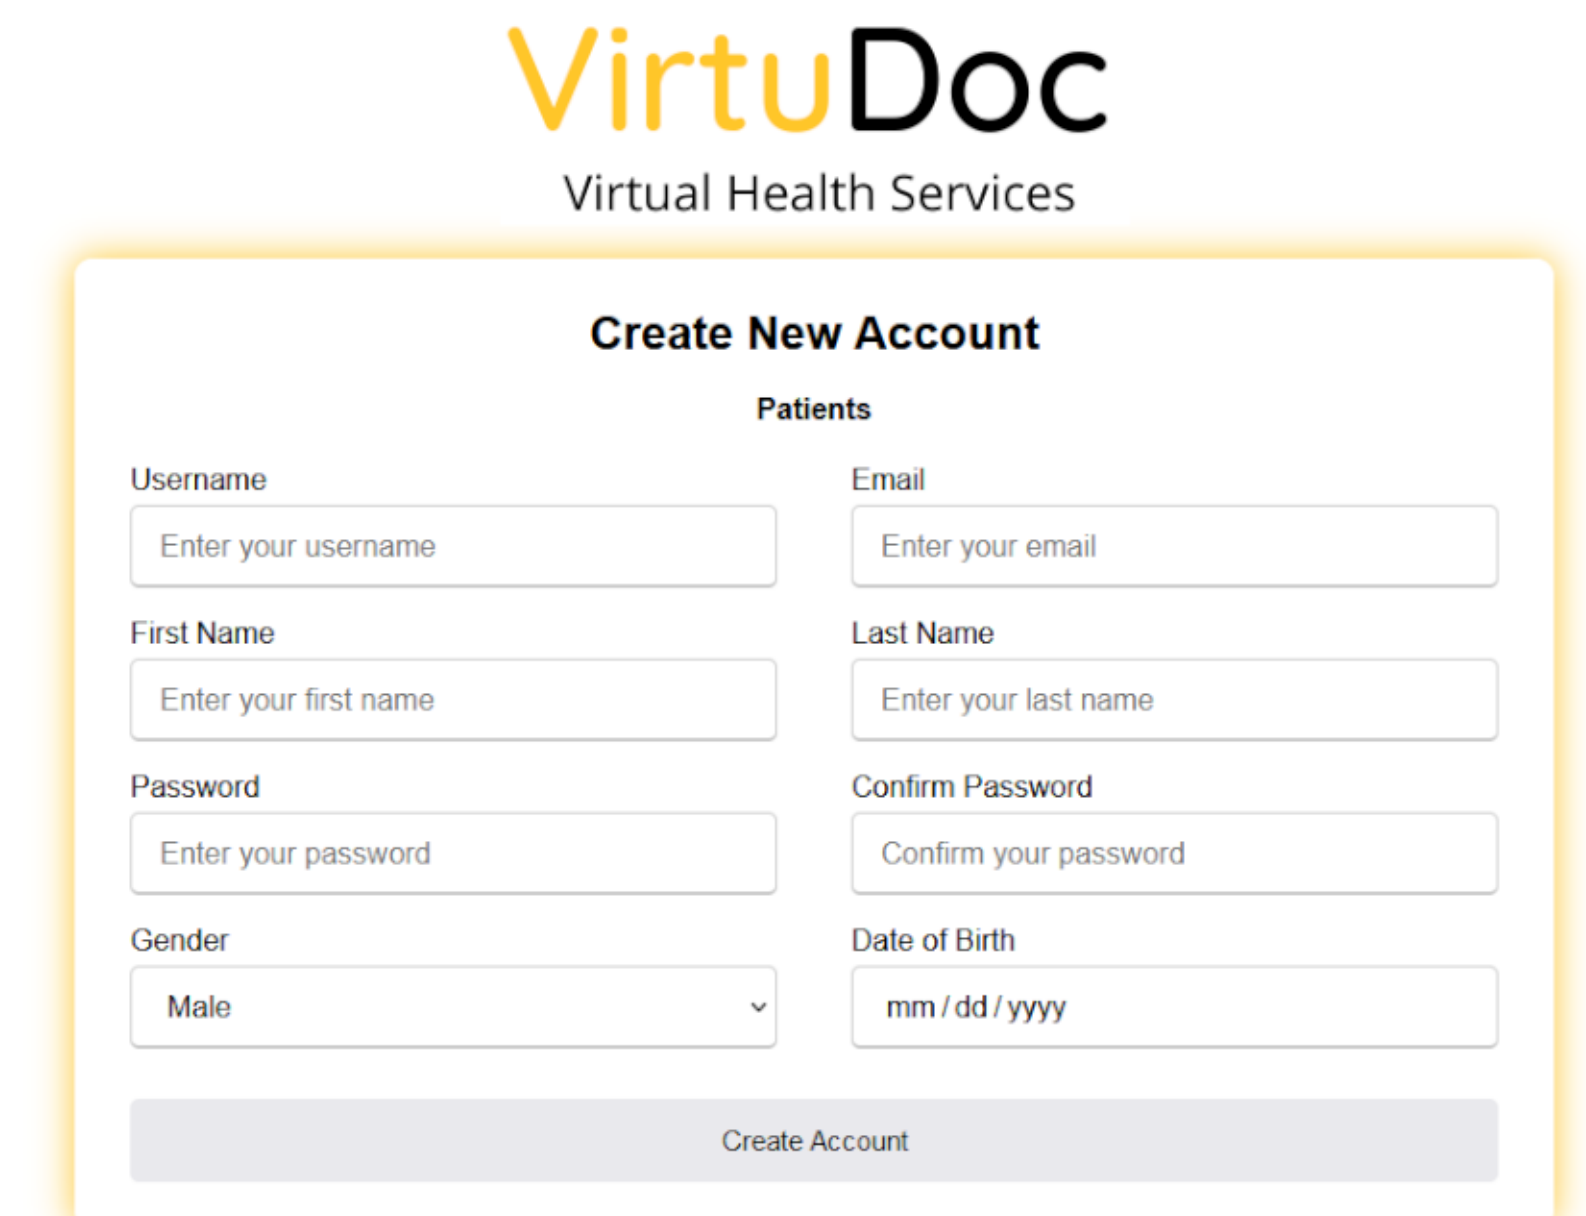 VirtuDoc
Virtual Health Services
Create New Account
Patients
Username
Email
Enter your username
Enter your email
First Name
Last Name
Enter your first name
Enter your last name
Password
Confirm Password
Enter your password
Confirm your password
Gender
Date of Birth
Male
mm/dd/yyyy
Create Account